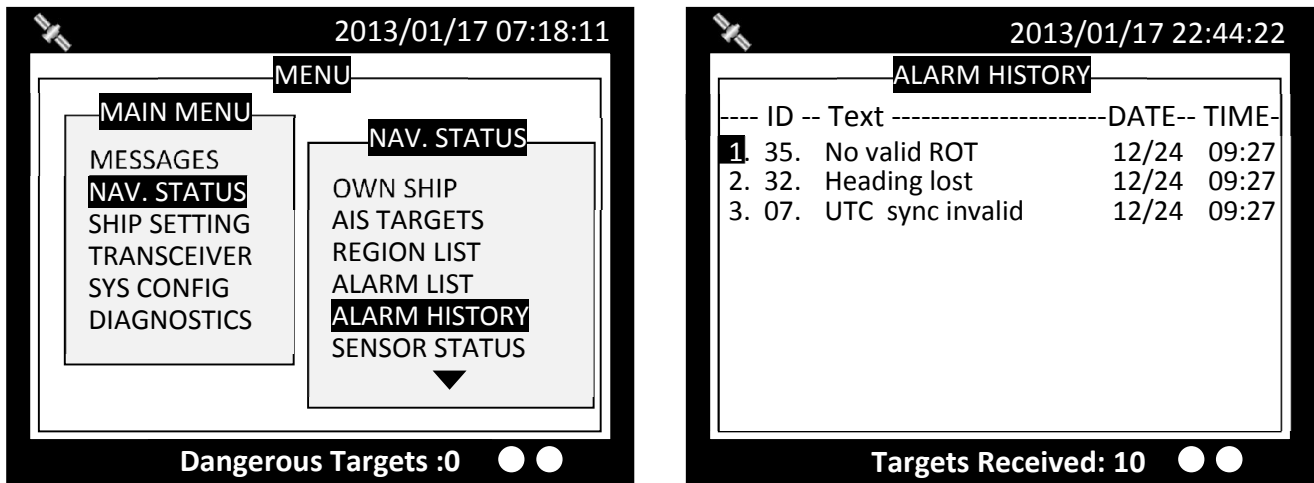 2013/01/17 07:18:11
MENU
MAIN MENU
MESSAGES
NAV. STATUS
SHIP SETTING
TRANSCEIVER
SYS CONFIG
DIAGNOSTICS
NAV. STATUS
OWN SHIP
AIS TARGETS
REGION LIST
ALARM LIST
ALARM HISTORY
SENSOR STATUS
Dangerous Targets :0
2013/01/17 22:44:22
ALARM HISTORY
---- ID -- Text ----------------------DATE-- TIME-
1. 35. No valid ROT 12/24 09:27
2. 32. Heading lost 12/24 09:27
3. 07. UTC sync invalid 12/24 09:27
Targets Received: 10